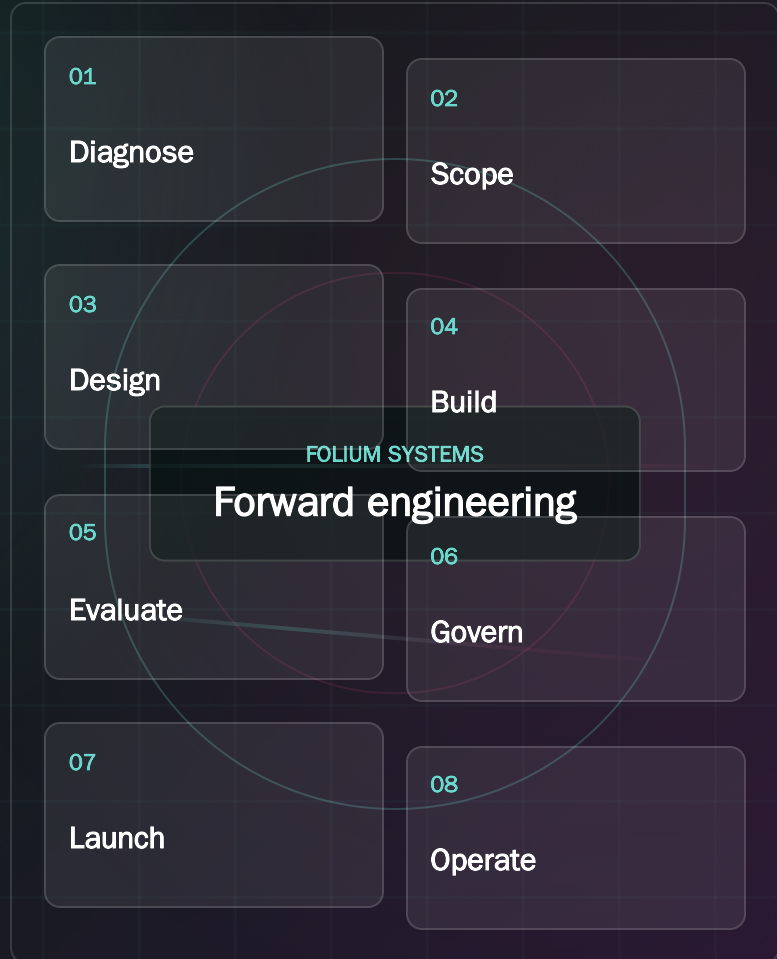 01
Diagnose
02
Scope
03
Design
04
Build
FOLIUM SYSTEMS
Forward engineering
05
Evaluate
06
Govern
07
Launch
08
Operate